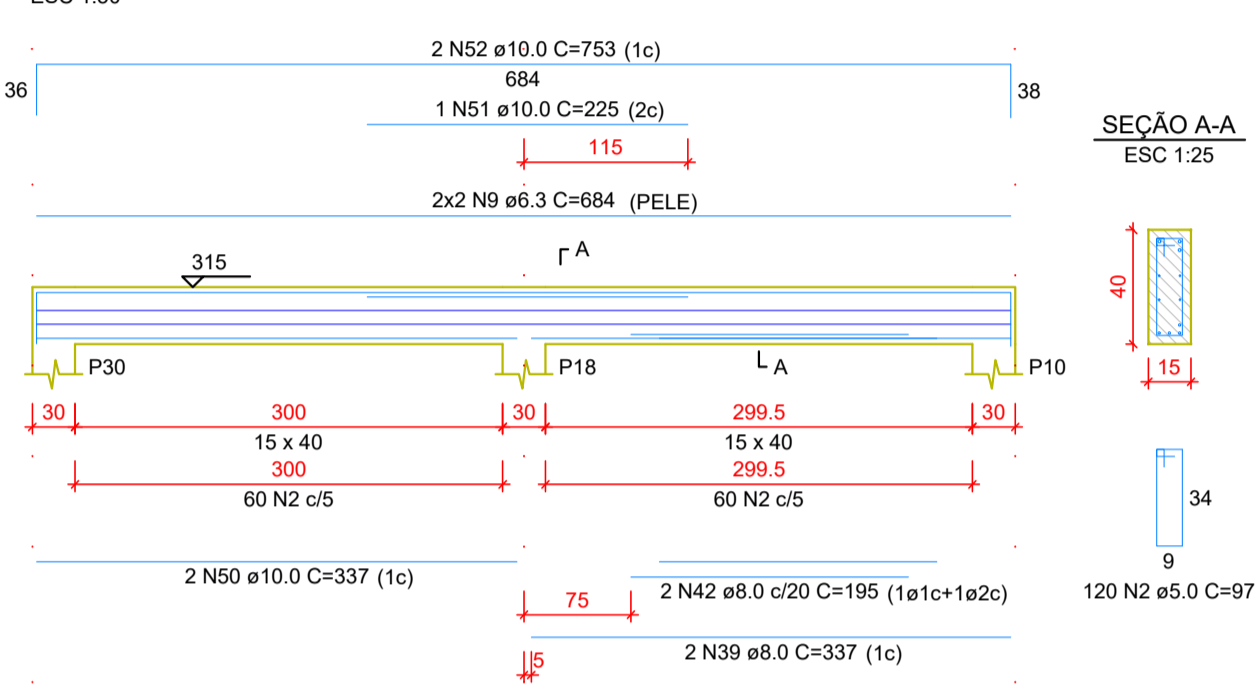 2 N52 ø10.0 C=753 (1c)
36
684
38
1 N51 ø10.0 C=225 (2c)
115
SEÇÃO A-A
ESC 1:25
2x2 N9 ø6.3 C=684 (PELE)
A
315
40
P30
P18
A
P10
15
30
300
30
299.5
30
15 x 40
15 x 40
300
299.5
60 N2 c/5
60 N2 c/5
34
9
2 N50 ø10.0 C=337 (1c)
2 N42 ø8.0 c/20 C=195 (1ø1c+1ø2c)
120 N2 ø5.0 C=97
75
2 N39 ø8.0 C=337 (1c)
5